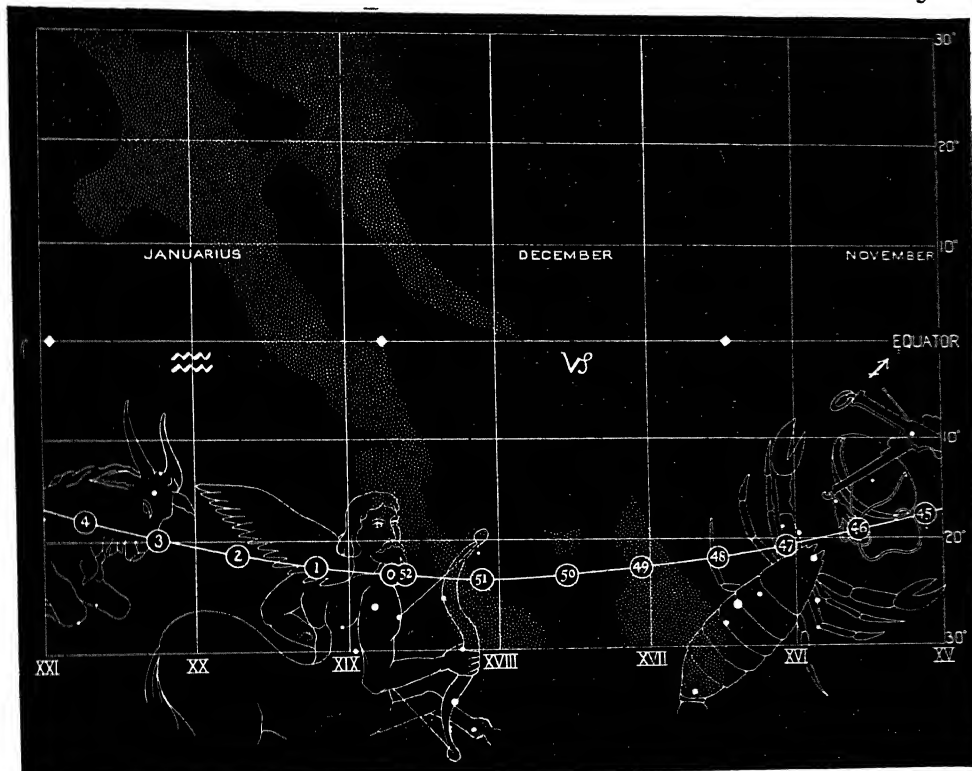 30°
20°
10°
JANUARIUS DECEMBER NOVEMBER
EQUATOR
♒ ♑ ♐
10°
4 3 2 1 0 52 51 50 49 48 47 46 45
20°
30°
XXI XX XIX XVIII XVII XVI XV